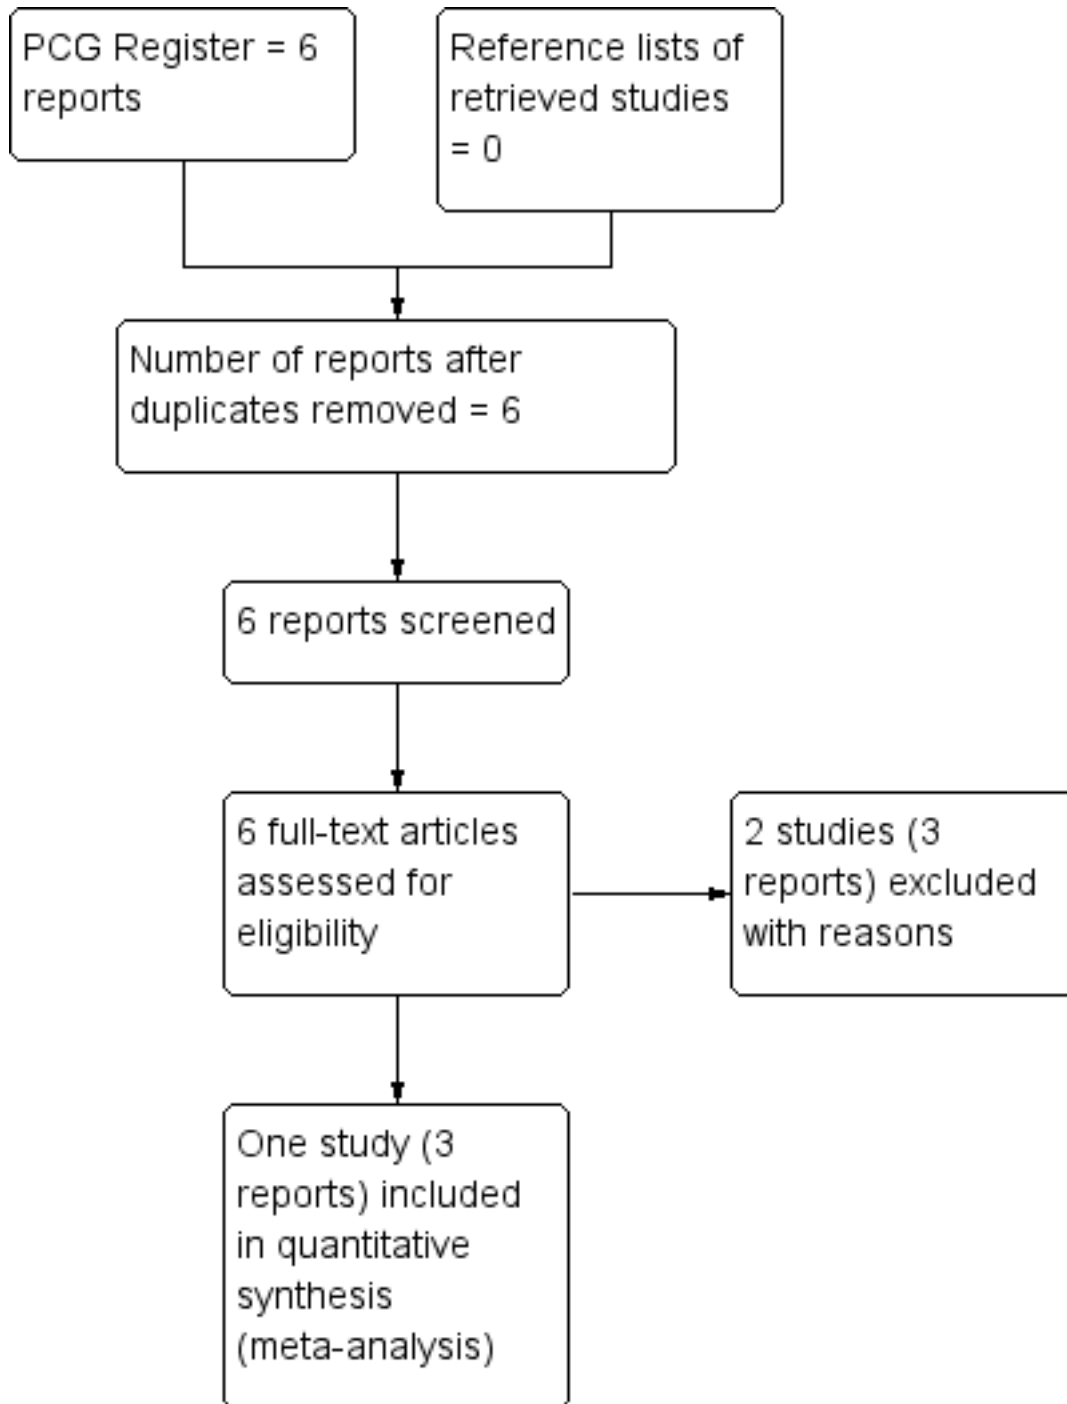 PCG Register = 6
reports
Reference lists of
retrieved studies
= 0
Number of reports after
duplicates removed = 6
6 reports screened
6 full-text articles
assessed for
eligibility
2 studies (3
reports) excluded
with reasons
One study (3
reports) included
in quantitative
synthesis
(meta-analysis)